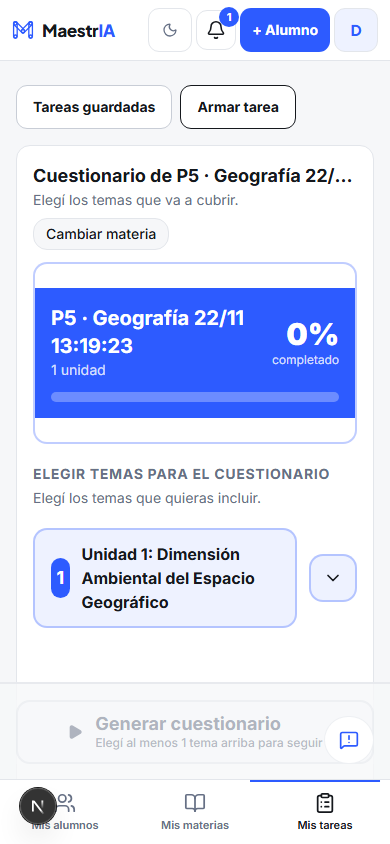 MaestrIA
1
+ Alumno
D
Tareas guardadas
Armar tarea
Cuestionario de P5 · Geografía 22/...
Elegí los temas que va a cubrir.
Cambiar materia
P5 · Geografía 22/11
13:19:23
1 unidad
0%
completado
ELEGIR TEMAS PARA EL CUESTIONARIO
Elegí los temas que quieras incluir.
1
Unidad 1: Dimensión
Ambiental del Espacio
Geográfico
Generar cuestionario
Elegí al menos 1 tema arriba para seguir
N
Mis alumnos
Mis materias
Mis tareas